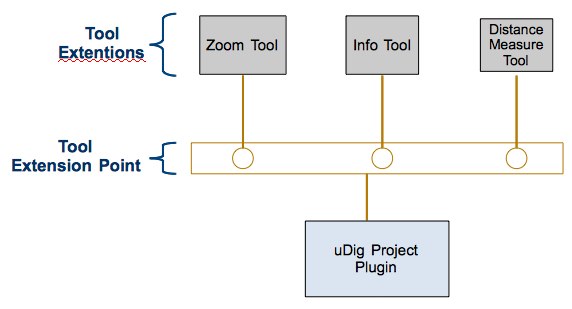 Tool
Extentions
Zoom Tool
Info Tool
Distance
Measure
Tool
Tool
Extension Point
uDig Project
Plugin